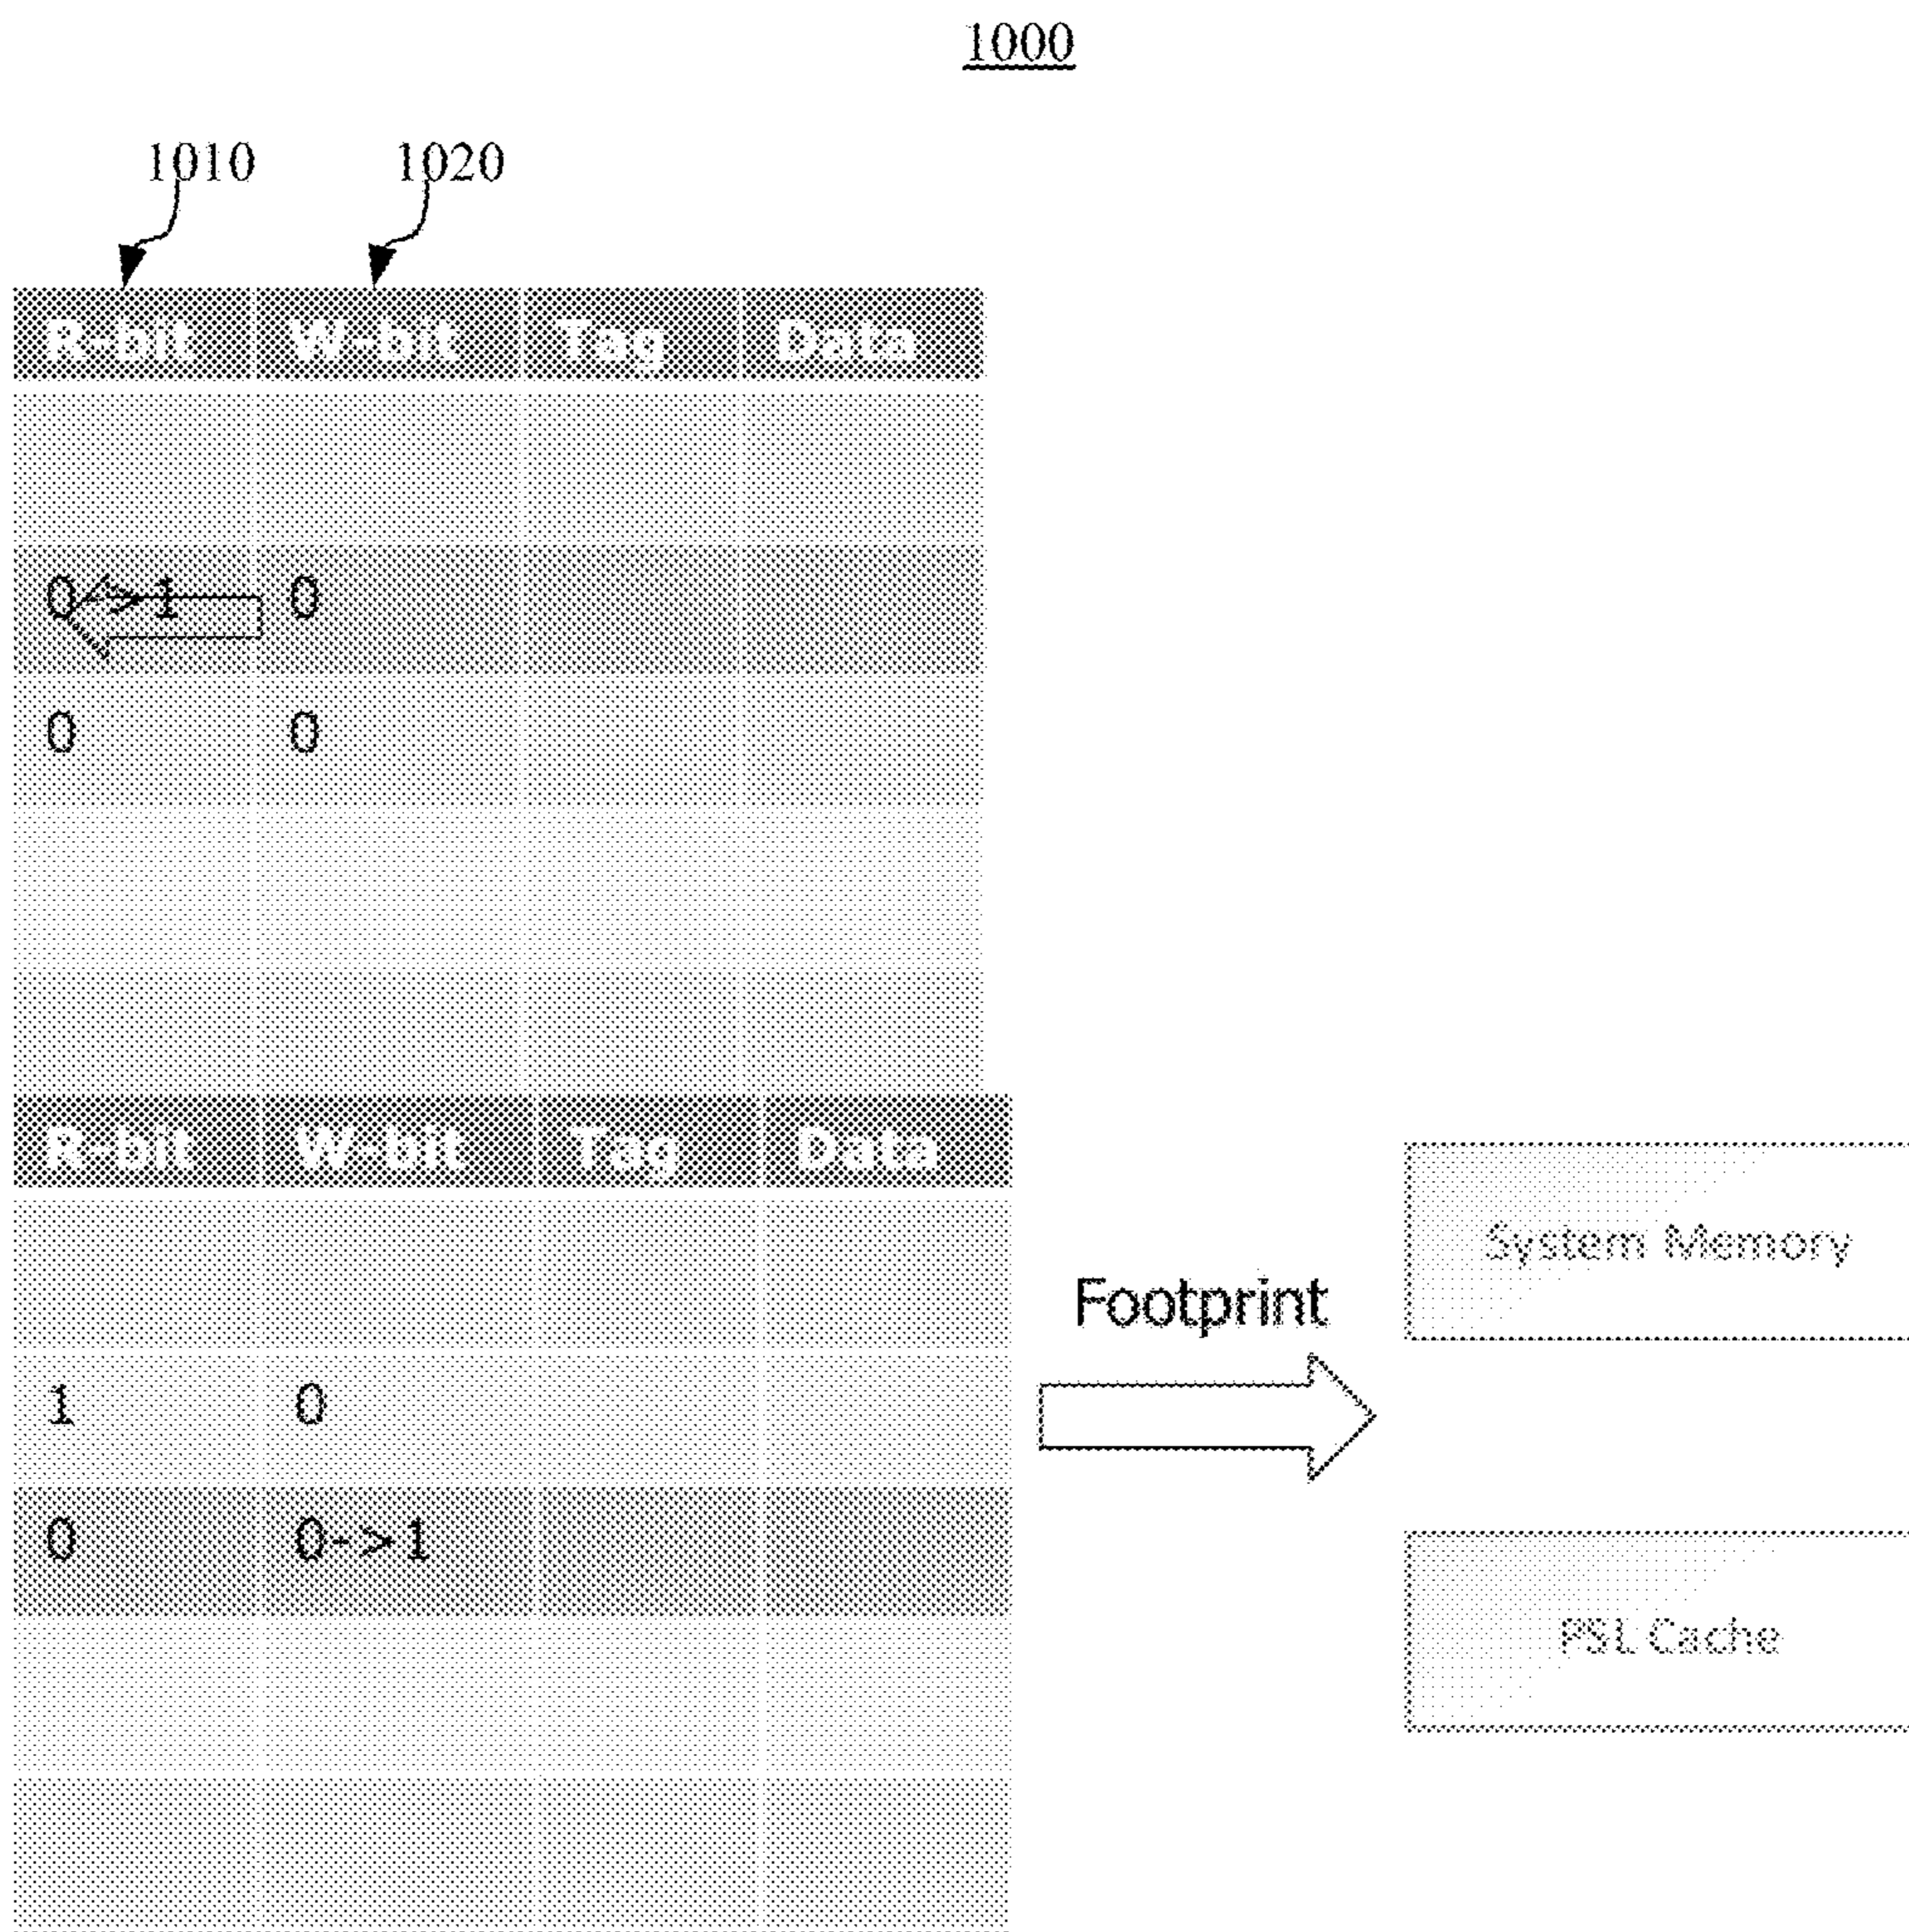 1000
1010 1020
R-bit W-bit Tag Data
0->1 0
0 0
R-bit W-bit Tag Data
System Memory
Footprint
1 0
0 0->1
PSL Cache